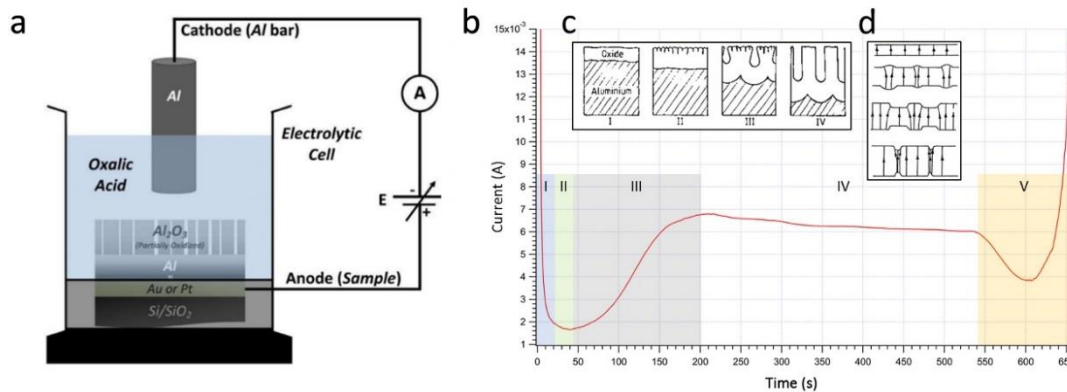 a
Cathode (Al bar)
Al
A
Electrolytic
Cell
Oxalic
Acid
E
-
+
Al2O3
(Partially Oxidized)
Al
Anode (Sample)
Au or Pt
Si/SiO2
b
15x10⁻³
14
13
12
11
10
9
8
7
6
5
4
3
2
1
Current (A)
c
Oxide
Aluminium
I
II
III
IV
d
I
II
III
IV
V
0
50
100
150
200
250
300
350
400
450
500
550
600
650
Time (s)